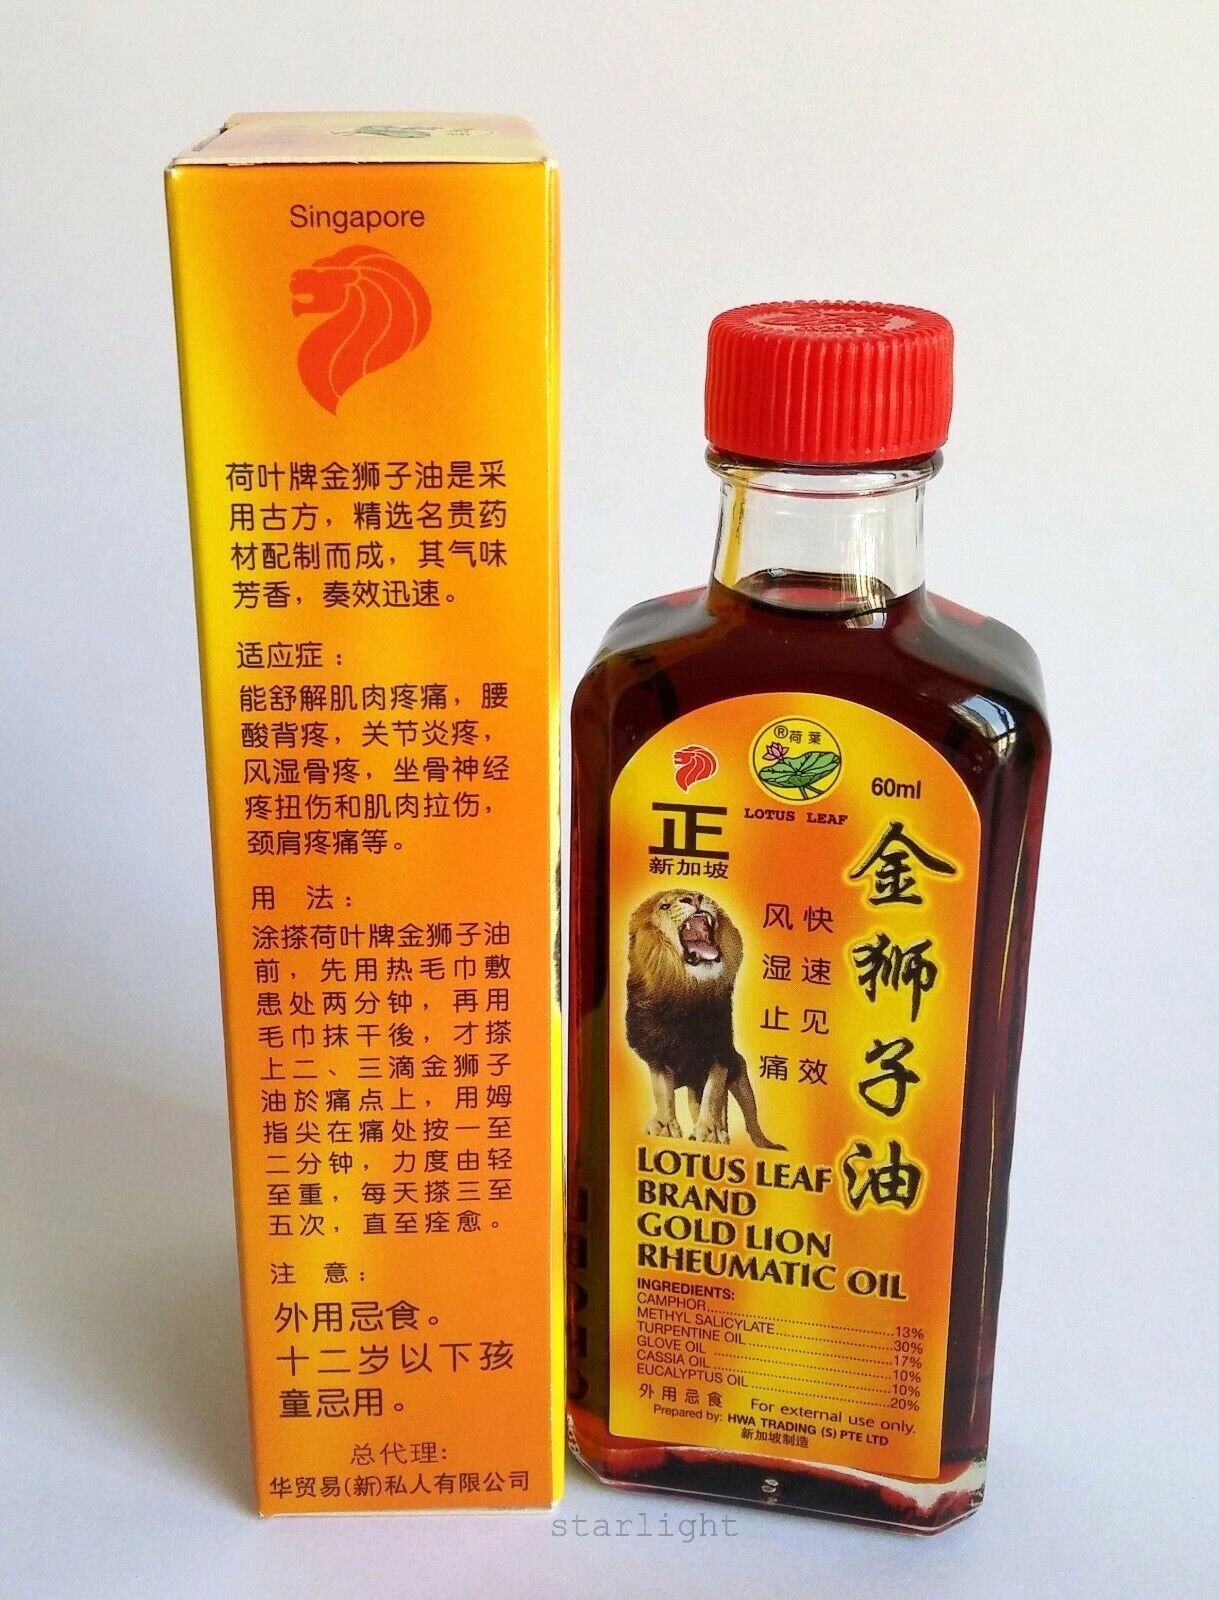 Singapore
荷叶牌金狮子油是采
用古方，精选名贵药
材配制而成，其气味
芳香，奏效迅速。
适应症：
能舒解肌肉疼痛，腰
酸背疼，关节炎疼，
风湿骨疼，坐骨神经
疼扭伤和肌肉拉伤，
颈肩疼痛等。
用 法：
涂搽荷叶牌金狮子油
前，先用热毛巾敷
患处两分钟，再用
毛巾抹干後，才搽
上二、三滴金狮子
油於痛点上，用姆
指尖在痛处按一至
二分钟，力度由轻
至重，每天搽三至
五次，直至痊愈。
注 意：
外用忌食。
十二岁以下孩
童忌用。
总代理:
华贸易(新)私人有限公司
®荷葉
LOTUS LEAF
60ml
正
新加坡
金狮子油
快速见效
风湿止痛
LOTUS LEAF
BRAND
GOLD LION
RHEUMATIC OIL
INGREDIENTS:
CAMPHOR 13%
METHYL SALICYLATE 30%
TURPENTINE OIL 17%
GLOVE OIL 10%
CASSIA OIL 10%
EUCALYPTUS OIL 20%
外用忌食 For external use only.
Prepared by: HWA TRADING (S) PTE LTD
新加坡制造
starlight